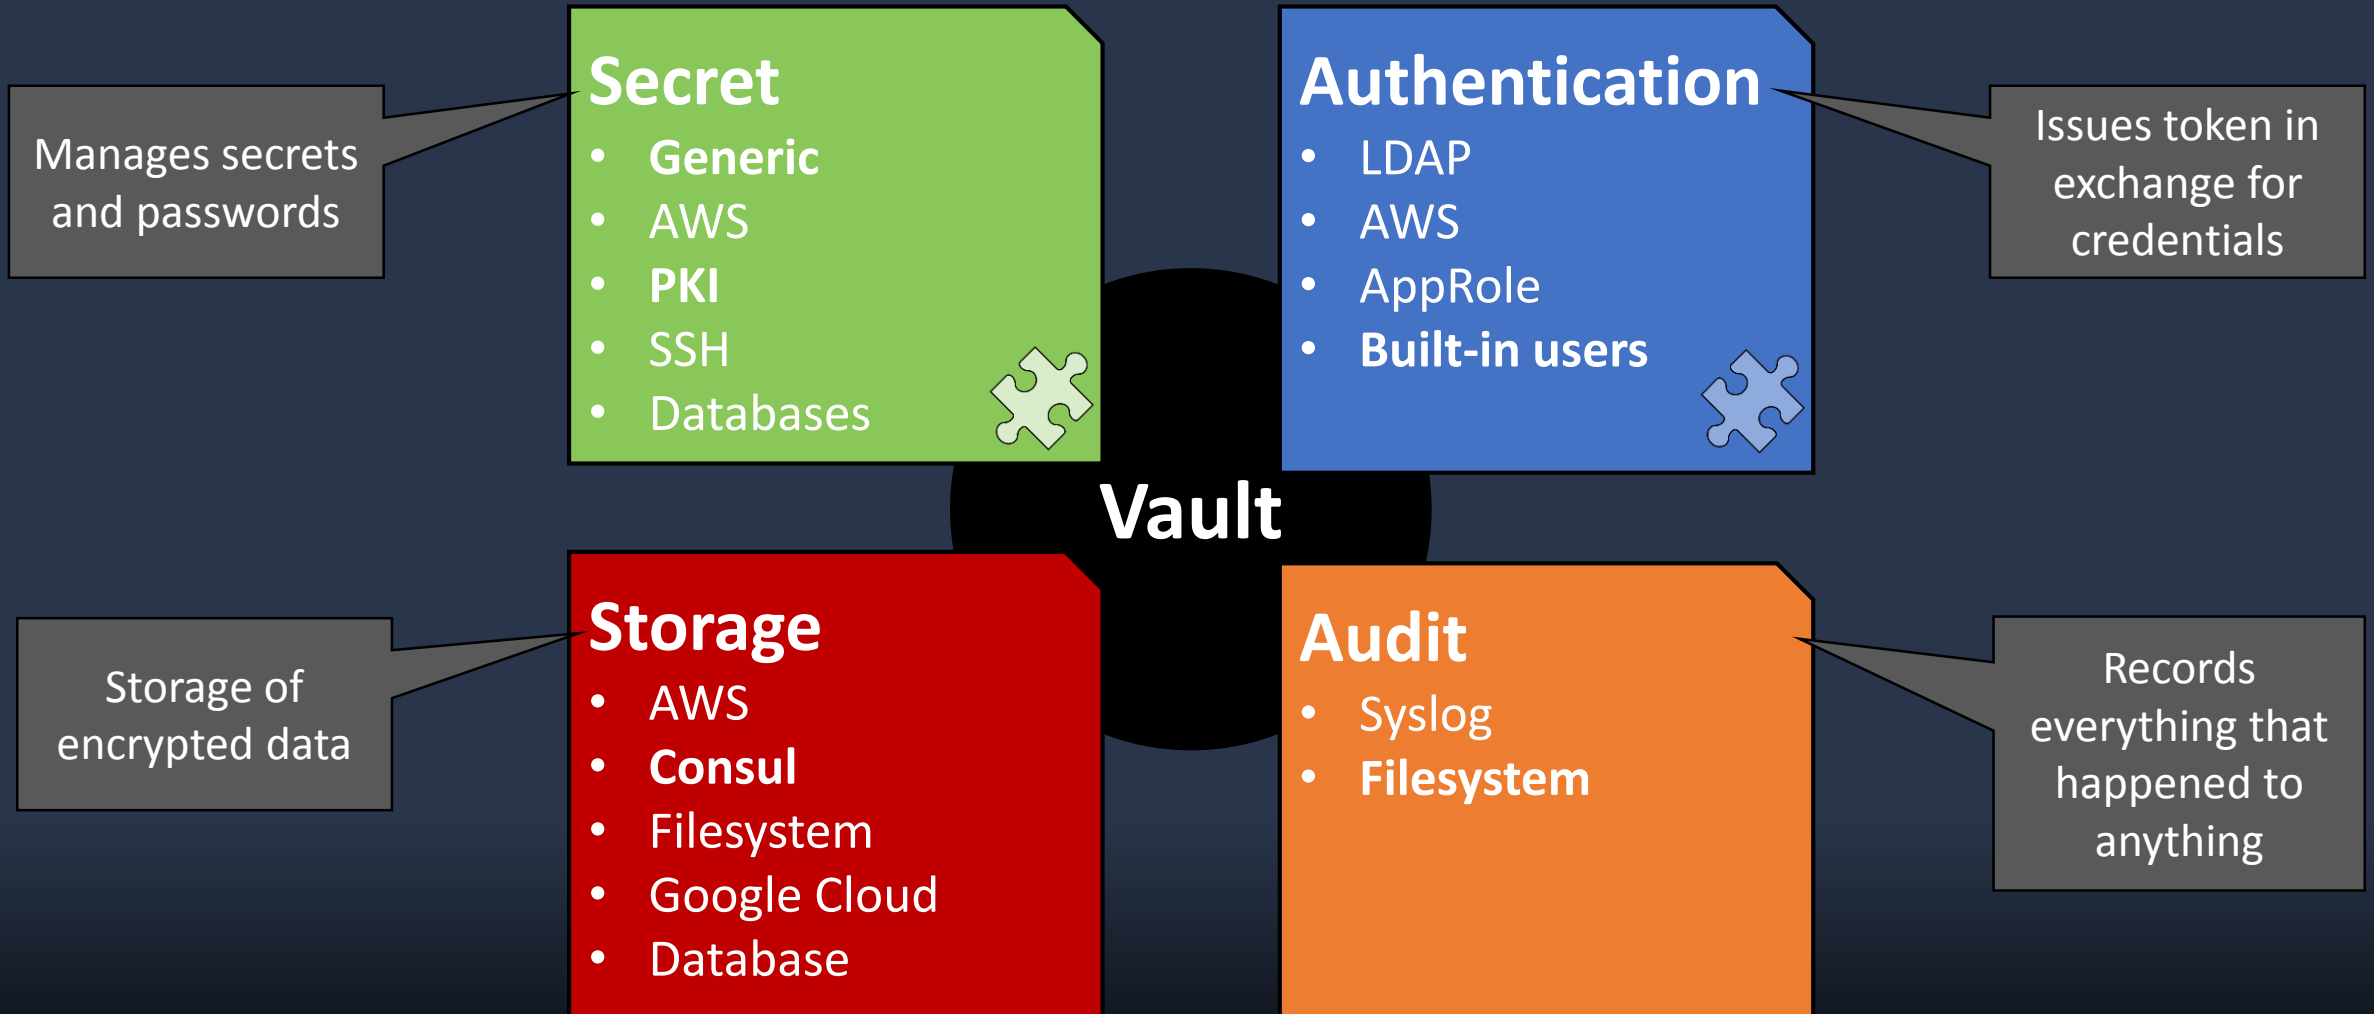 Manages secrets
and passwords
Secret
• Generic
• AWS
• PKI
• SSH
• Databases
Authentication
• LDAP
• AWS
• AppRole
• Built-in users
Issues token in
exchange for
credentials
Vault
Storage of
encrypted data
Storage
• AWS
• Consul
• Filesystem
• Google Cloud
• Database
Audit
• Syslog
• Filesystem
Records
everything that
happened to
anything